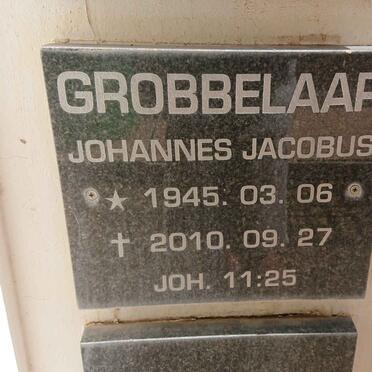 GROBBELAAR
JOHANNES JACOBUS
★ 1945. 03. 06
✝ 2010. 09. 27
JOH. 11:25